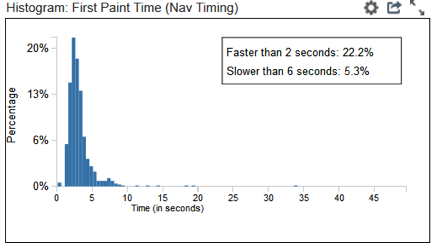 Histogram: First Paint Time (Nav Timing)
20%
Faster than 2 seconds: 22.2%
Slower than 6 seconds: 5.3%
13%
Percentage
6%
0%
0 5 10 15 20 25 30 35 40 45
Time (in seconds)